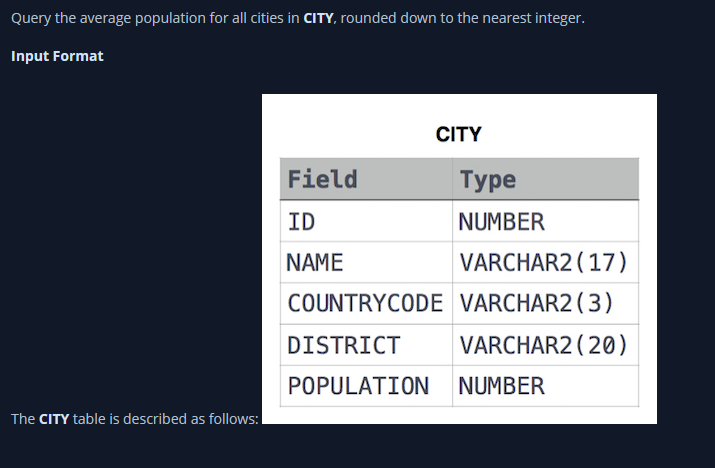 Query the average population for all cities in CITY, rounded down to the nearest integer.
Input Format
CITY
Field Type
ID NUMBER
NAME VARCHAR2(17)
COUNTRYCODE VARCHAR2(3)
DISTRICT VARCHAR2(20)
POPULATION NUMBER
The CITY table is described as follows: